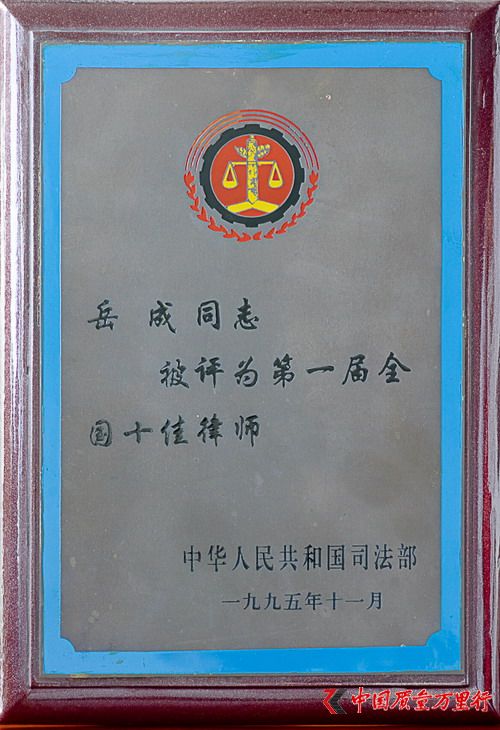 岳成同志
被评为第一届全
国十佳律师
中华人民共和国司法部
一九九五年十一月
中国质量万里行